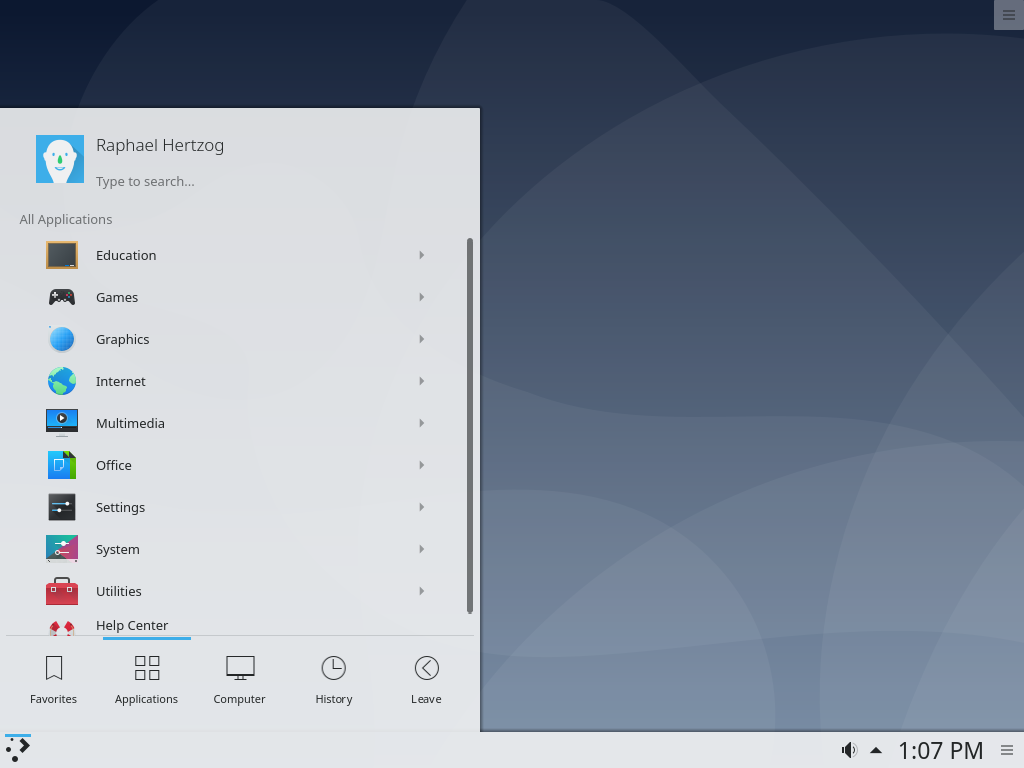 Raphael Hertzog
Type to search...
All Applications
Education
Games
Graphics
Internet
Multimedia
Office
Settings
System
Utilities
Help Center
Favorites
Applications
Computer
History
Leave
1:07 PM